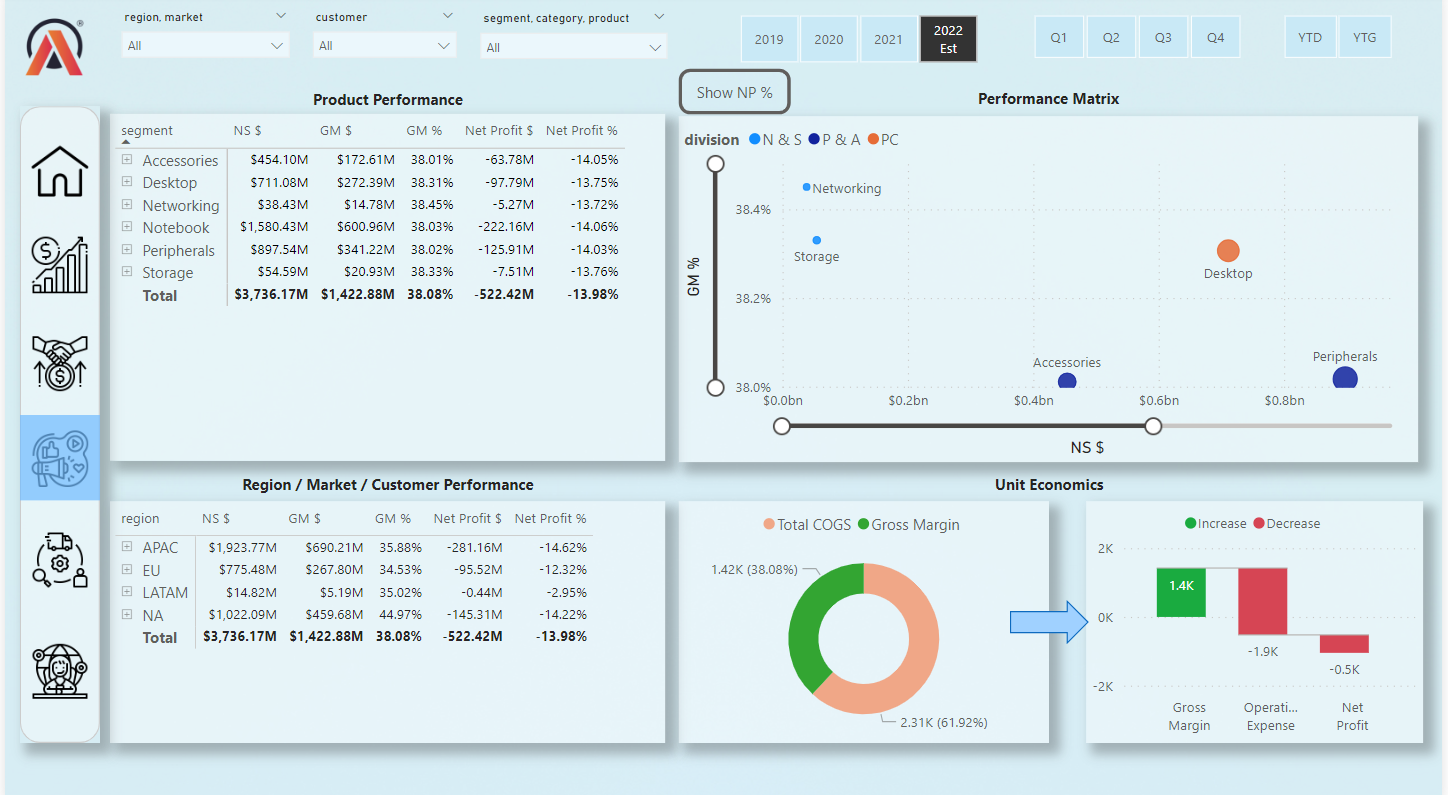 region, market
customer
segment, category, product
All
All
All
2019
2020
2021
2022
Est
Q1
Q2
Q3
Q4
YTD
YTG
Product Performance
segment NS $ GM $ GM % Net Profit $ Net Profit %
Accessories $454.10M $172.61M 38.01% -63.78M -14.05%
Desktop $711.08M $272.39M 38.31% -97.79M -13.75%
Networking $38.43M $14.78M 38.45% -5.27M -13.72%
Notebook $1,580.43M $600.96M 38.03% -222.16M -14.06%
Peripherals $897.54M $341.22M 38.02% -125.91M -14.03%
Storage $54.59M $20.93M 38.33% -7.51M -13.76%
Total $3,736.17M $1,422.88M 38.08% -522.42M -13.98%
Show NP %
Performance Matrix
division N & S P & A PC
GM %
38.4%
38.2%
38.0%
Networking
Storage
Desktop
Accessories
Peripherals
$0.0bn $0.2bn $0.4bn $0.6bn $0.8bn
NS $
Region / Market / Customer Performance
region NS $ GM $ GM % Net Profit $ Net Profit %
APAC $1,923.77M $690.21M 35.88% -281.16M -14.62%
EU $775.48M $267.80M 34.53% -95.52M -12.32%
LATAM $14.82M $5.19M 35.02% -0.44M -2.95%
NA $1,022.09M $459.68M 44.97% -145.31M -14.22%
Total $3,736.17M $1,422.88M 38.08% -522.42M -13.98%
Unit Economics
Total COGS Gross Margin
1.42K (38.08%)
2.31K (61.92%)
Increase Decrease
2K
0K
-2K
1.4K
-1.9K
-0.5K
Gross
Margin
Operati...
Expense
Net
Profit